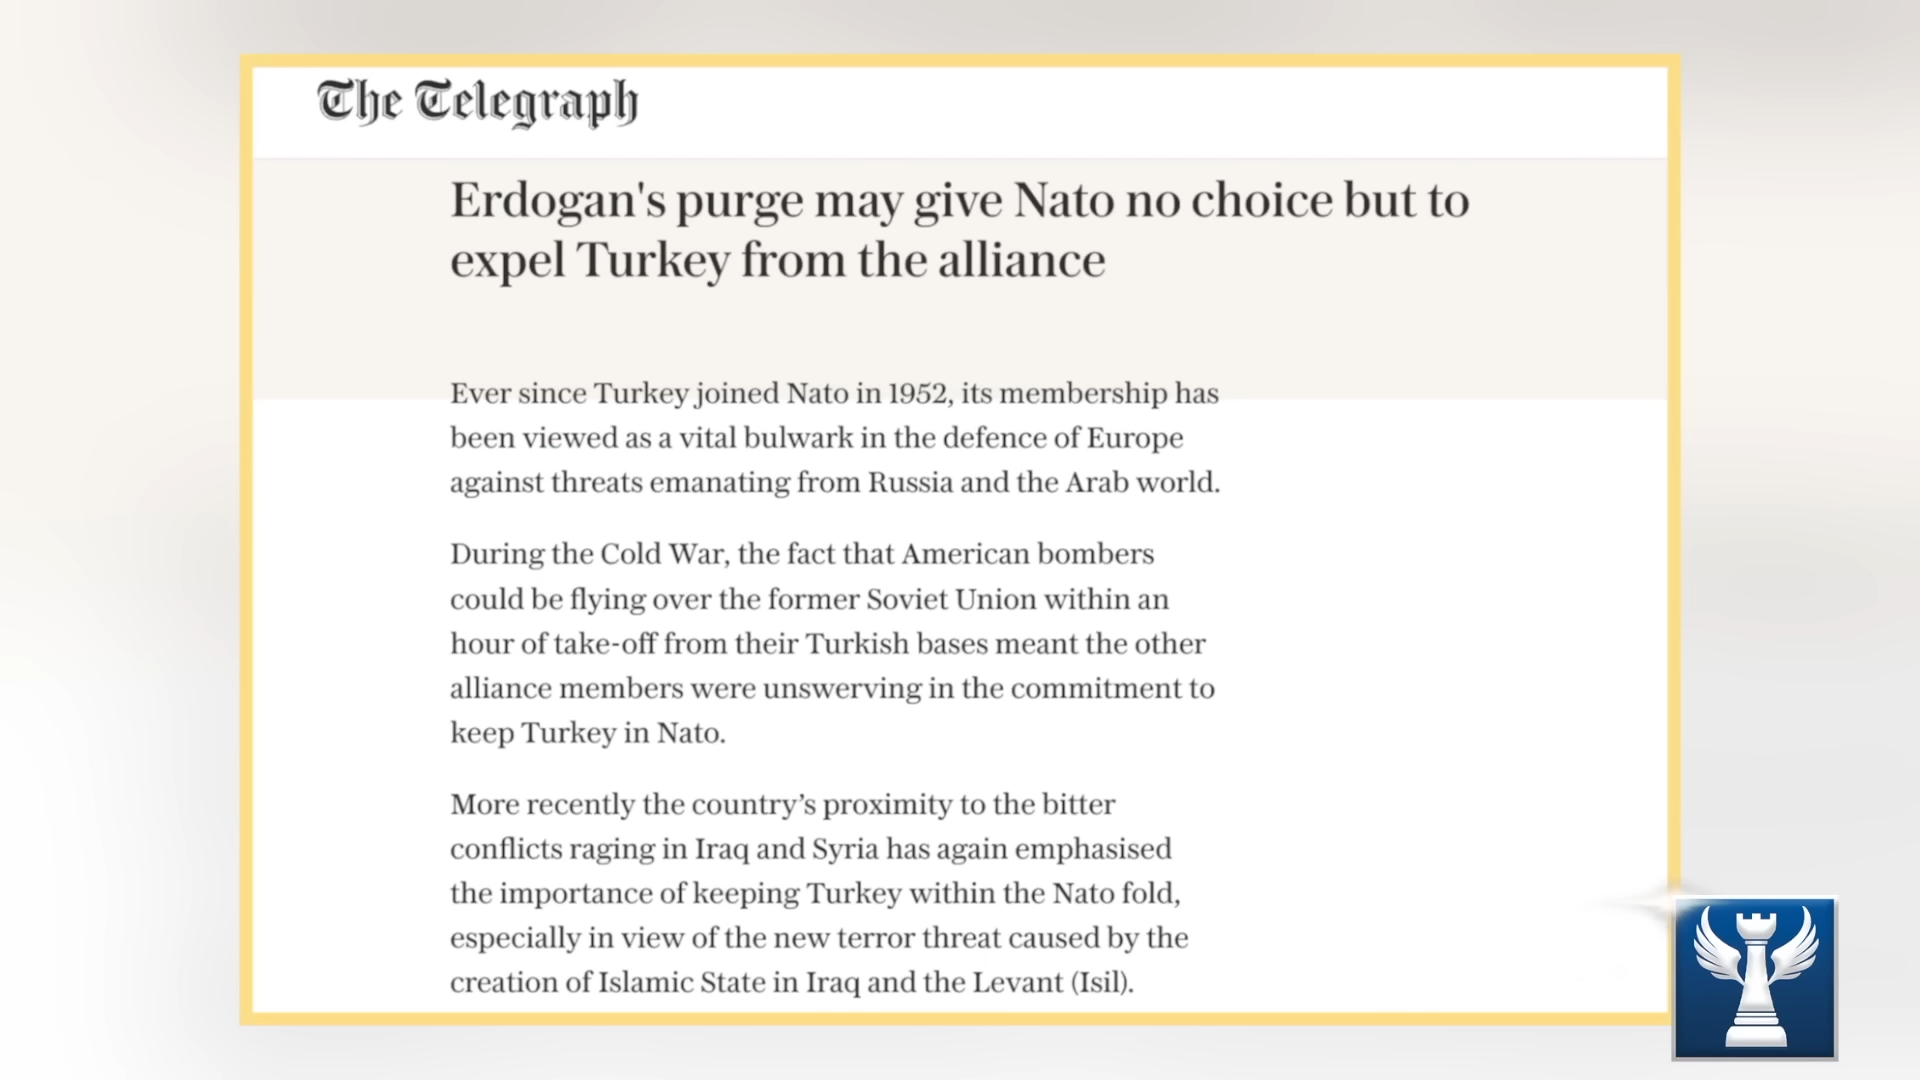 The Telegraph
Erdogan's purge may give Nato no choice but to
expel Turkey from the alliance
Ever since Turkey joined Nato in 1952, its membership has
been viewed as a vital bulwark in the defence of Europe
against threats emanating from Russia and the Arab world.
During the Cold War, the fact that American bombers
could be flying over the former Soviet Union within an
hour of take-off from their Turkish bases meant the other
alliance members were unswerving in the commitment to
keep Turkey in Nato.
More recently the country’s proximity to the bitter
conflicts raging in Iraq and Syria has again emphasised
the importance of keeping Turkey within the Nato fold,
especially in view of the new terror threat caused by the
creation of Islamic State in Iraq and the Levant (Isil).